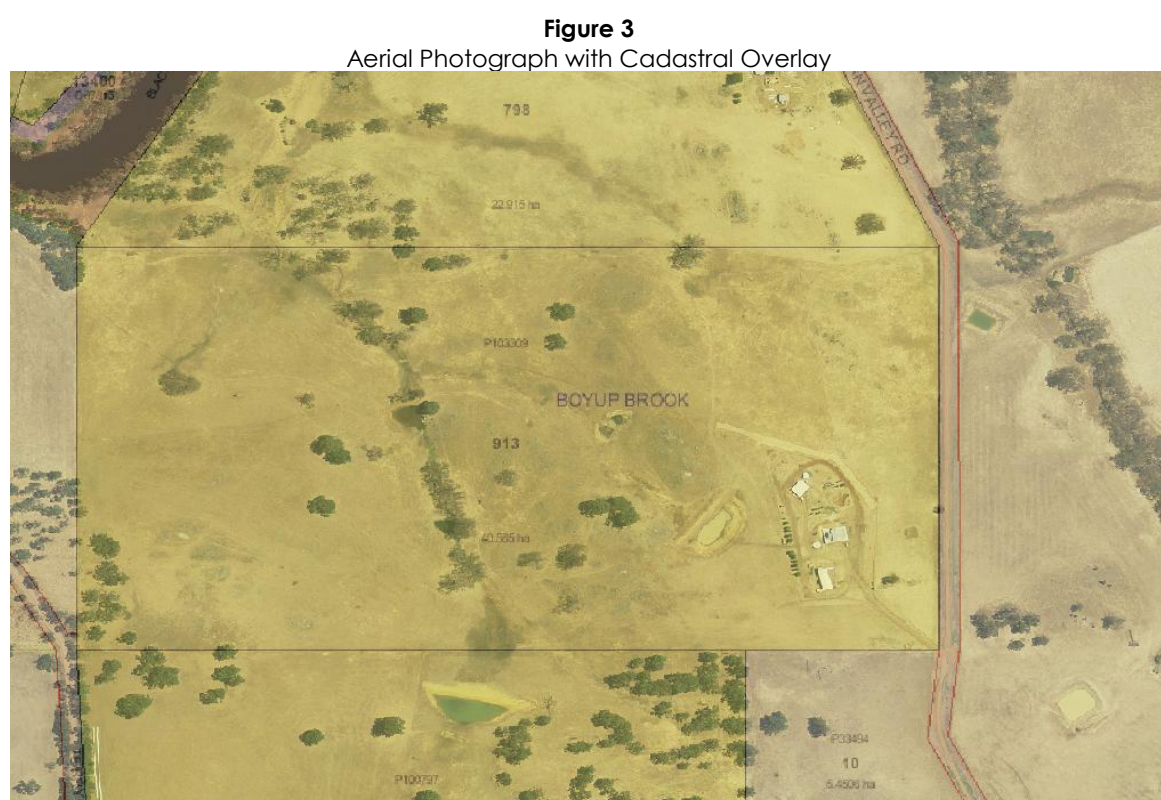 Figure 3
Aerial Photograph with Cadastral Overlay
798
22.915 ha
P103309
BOYUP BROOK
913
40.565 ha
P33494
10
5.4506 ha
P100797